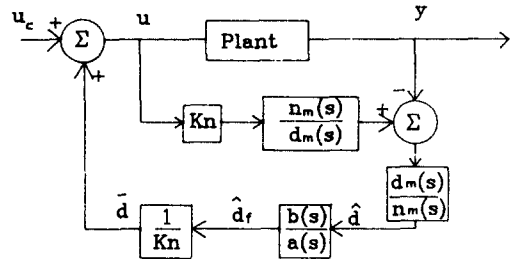 u_c + Σ u Plant y
+
-
Kn n_m(s)/d_m(s) + Σ
d_m(s)/n_m(s)
d̄ 1/Kn d̂_f b(s)/a(s) d̂